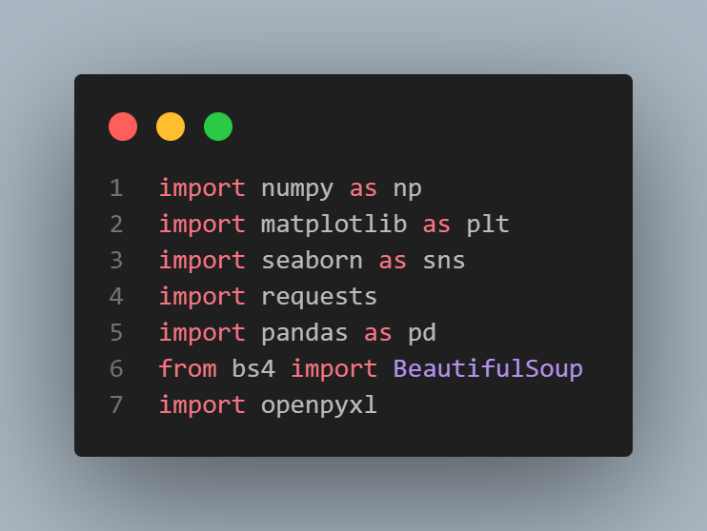 1 import numpy as np
2 import matplotlib as plt
3 import seaborn as sns
4 import requests
5 import pandas as pd
6 from bs4 import BeautifulSoup
7 import openpyxl